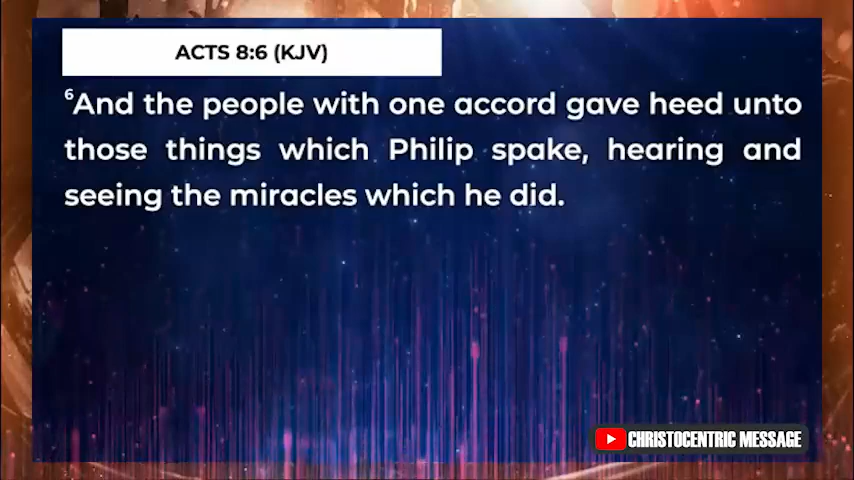 ACTS 8:6 (KJV)
6And the people with one accord gave heed unto
those things which Philip spake, hearing and
seeing the miracles which he did.
CHRISTOCENTRIC MESSAGE